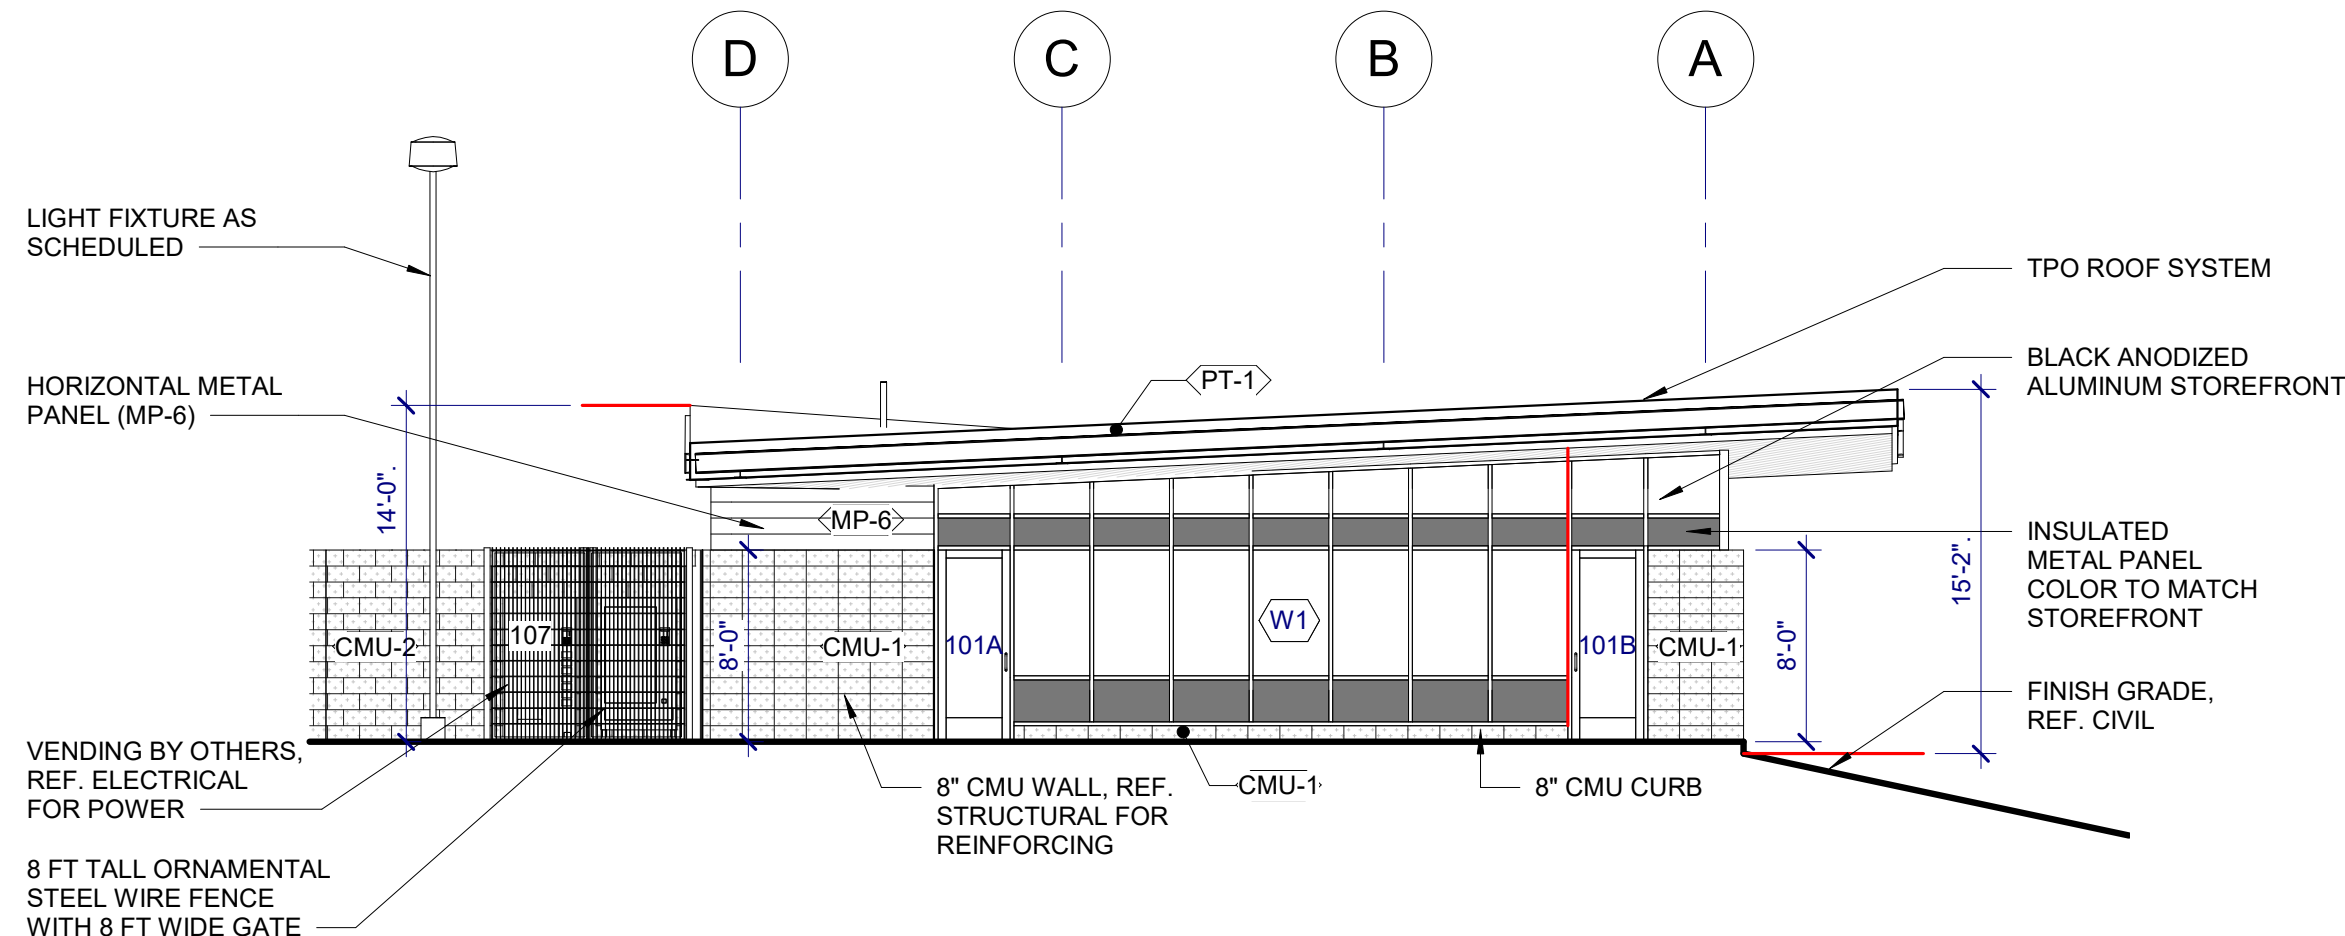 D
C
B
A
LIGHT FIXTURE AS
SCHEDULED
TPO ROOF SYSTEM
BLACK ANODIZED
ALUMINUM STOREFRONT
HORIZONTAL METAL
PANEL (MP-6)
PT-1
14'-0".
MP-6
INSULATED
METAL PANEL
COLOR TO MATCH
STOREFRONT
15'-2".
W1
107
CMU-2
8'-0"
CMU-1
101A
101B
CMU-1
8'-0"
FINISH GRADE,
REF. CIVIL
VENDING BY OTHERS,
REF. ELECTRICAL
FOR POWER
8" CMU WALL, REF.
STRUCTURAL FOR
REINFORCING
CMU-1
8" CMU CURB
8 FT TALL ORNAMENTAL
STEEL WIRE FENCE
WITH 8 FT WIDE GATE